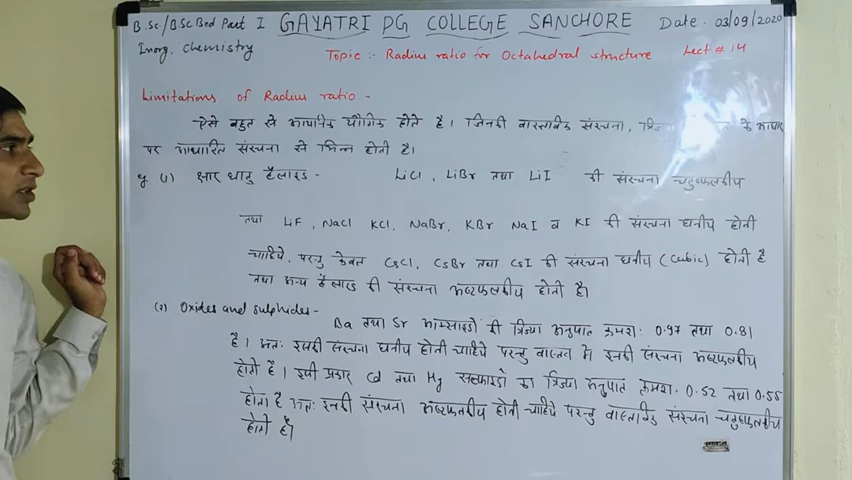 B.Sc./BSc Bed Part I GAYATRI PG COLLEGE SANCHORE Date : 03/09/2020
Inorg. chemistry Topic :- Radius ratio for Octahedral structure Lect # 14
Limitations of Radius ratio -
ऐसे बहुत से आयनिक यौगिक होते है। जिनकी वास्तविक संरचना, के आधार
पर आधारित संरचना से भिन्न होती है।
eg (1) क्षार धातु हैलाइड - LiCl, LiBr तथा LiI की संरचना चतुष्फलकीय
तथा LiF, NaCl KCl, NaBr, KBr NaI व KI की संरचना घनीय होनी
चाहिये, परन्तु केवल CsCl, CsBr तथा CsI की संरचना घनीय (Cubic) होती है
तथा अन्य हैलाइड की संरचना अष्टफलकीय होती है।
(2) Oxides and sulphides -
Ba तथा Sr ऑक्साइडो की त्रिज्या अनुपात क्रमशः 0.97 तथा 0.81
है। अतः इसकी संरचना घनीय होनी चाहिये परन्तु वास्तव में इनकी संरचना अष्टफलकीय
होती है। इसी प्रकार Cd तथा Hg सल्फाइडो का त्रिज्या अनुपात क्रमश. 0.52 तथा 0.55
होता है अतः इनकी संरचना अष्टफलकीय होनी चाहिये परन्तु वास्तविक संरचना चतुष्फलकीय
होती है।